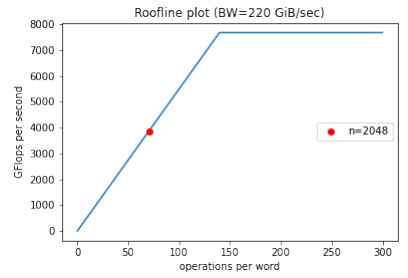 Roofline plot (BW=220 GiB/sec)
8000
7000
6000
5000
4000
3000
2000
1000
0
GFlops per second
n=2048
0 50 100 150 200 250 300
operations per word